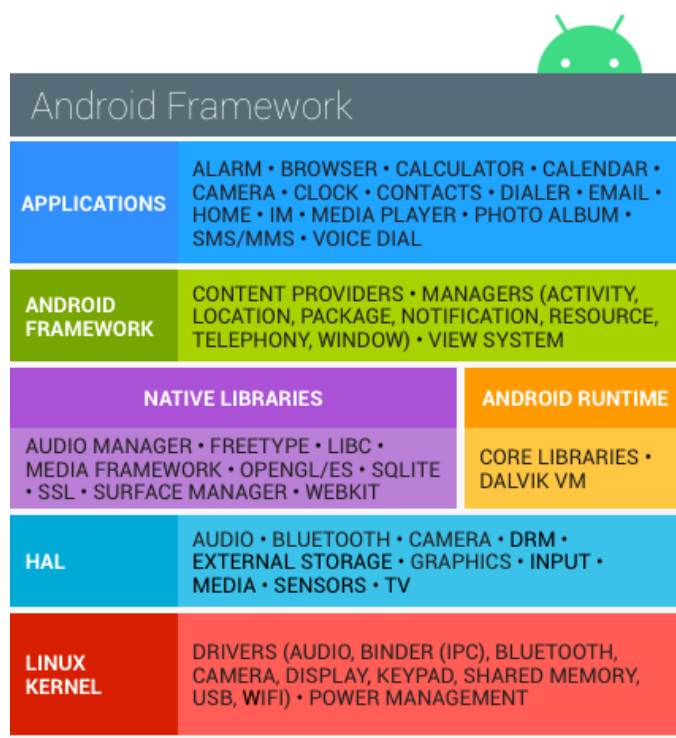 Android Framework
APPLICATIONS
ALARM • BROWSER • CALCULATOR • CALENDAR •
CAMERA • CLOCK • CONTACTS • DIALER • EMAIL •
HOME • IM • MEDIA PLAYER • PHOTO ALBUM •
SMS/MMS • VOICE DIAL
ANDROID
FRAMEWORK
CONTENT PROVIDERS • MANAGERS (ACTIVITY,
LOCATION, PACKAGE, NOTIFICATION, RESOURCE,
TELEPHONY, WINDOW) • VIEW SYSTEM
NATIVE LIBRARIES
AUDIO MANAGER • FREETYPE • LIBC •
MEDIA FRAMEWORK • OPENGL/ES • SQLITE
• SSL • SURFACE MANAGER • WEBKIT
ANDROID RUNTIME
CORE LIBRARIES •
DALVIK VM
HAL
AUDIO • BLUETOOTH • CAMERA • DRM •
EXTERNAL STORAGE • GRAPHICS • INPUT •
MEDIA • SENSORS • TV
LINUX
KERNEL
DRIVERS (AUDIO, BINDER (IPC), BLUETOOTH,
CAMERA, DISPLAY, KEYPAD, SHARED MEMORY,
USB, WIFI) • POWER MANAGEMENT